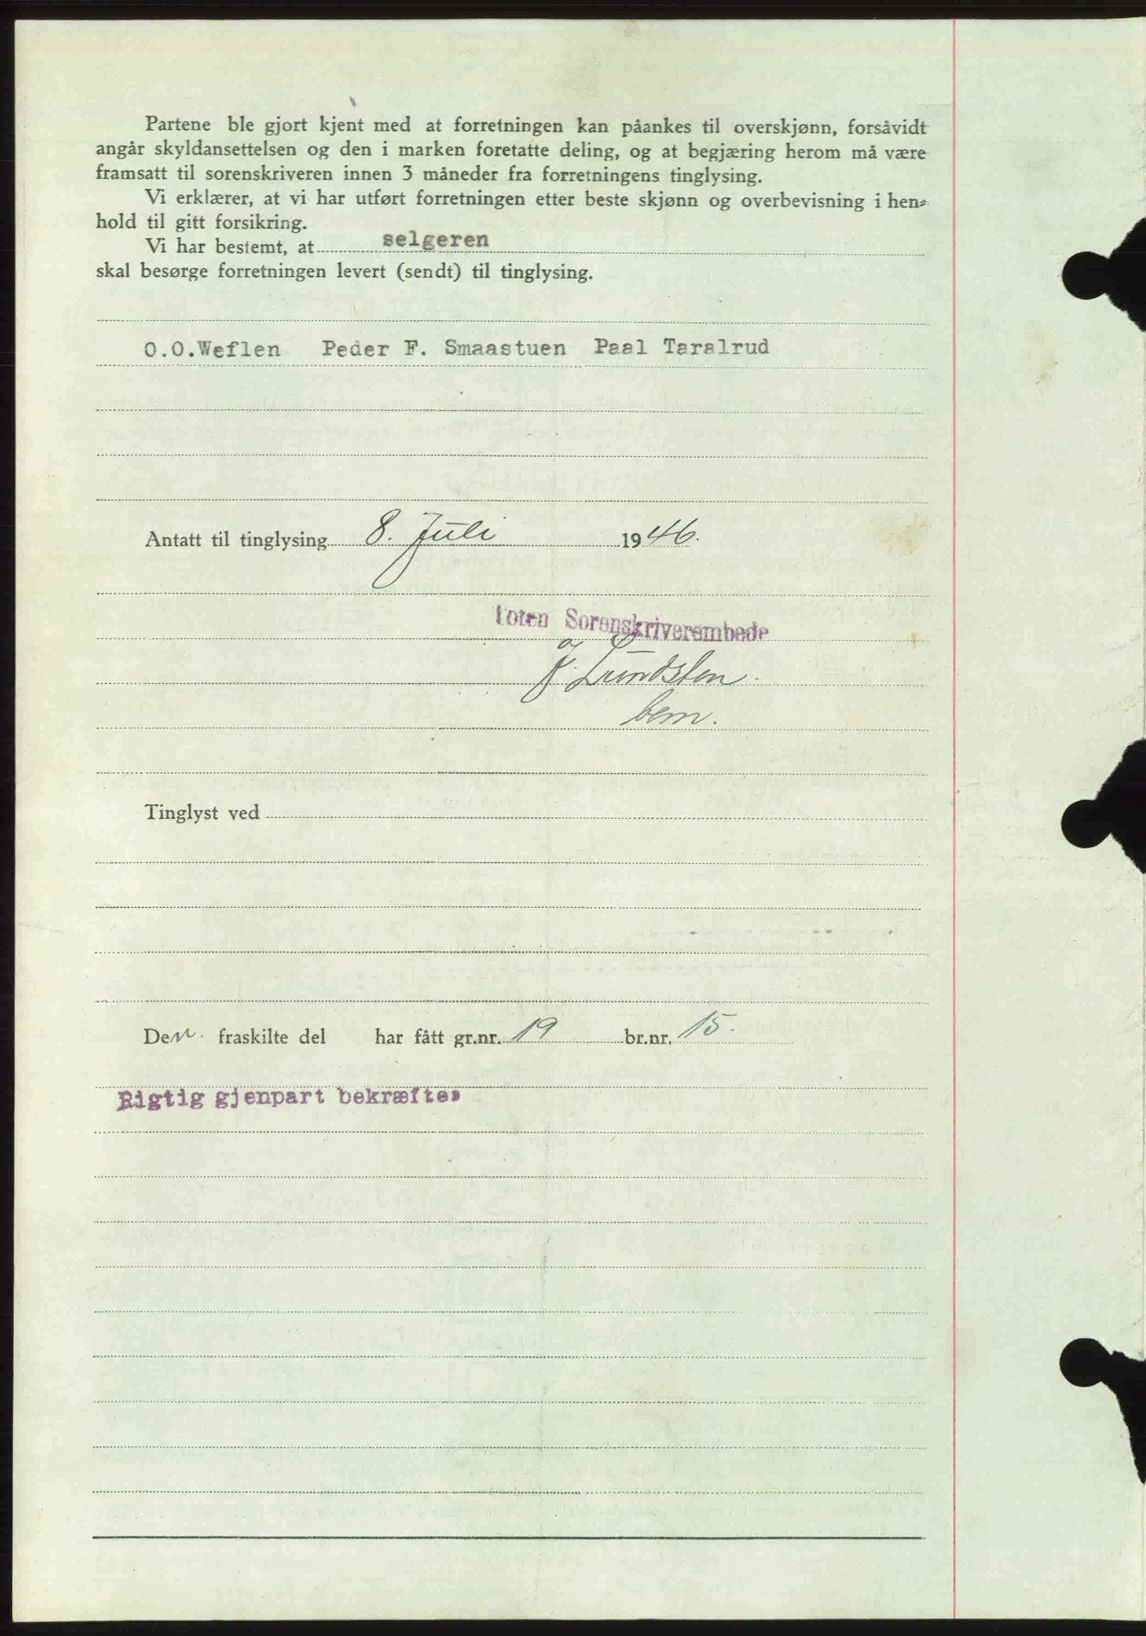 Partene ble gjort kjent med at forretningen kan påankes til overskjønn, forsåvidt
angår skyldansettelsen og den i marken foretatte deling, og at begjæring herom må være
framsatt til sorenskriveren innen 3 måneder fra forretningens tinglysing.
Vi erklærer, at vi har utført forretningen etter beste skjønn og overbevisning i hen-
hold til gitt forsikring.
Vi har bestemt, at selgeren
skal besørge forretningen levert (sendt) til tinglysing.
O.O.Weflen Peder F. Smaastuen Paal Taralrud
Antatt til tinglysing 8. Juli 1946.
Toten Sorenskriverembede
J. Lundsten.
bem.
Tinglyst ved
Den. fraskilte del har fått gr.nr. 19 br.nr. 15.
Rigtig gjenpart bekræftes